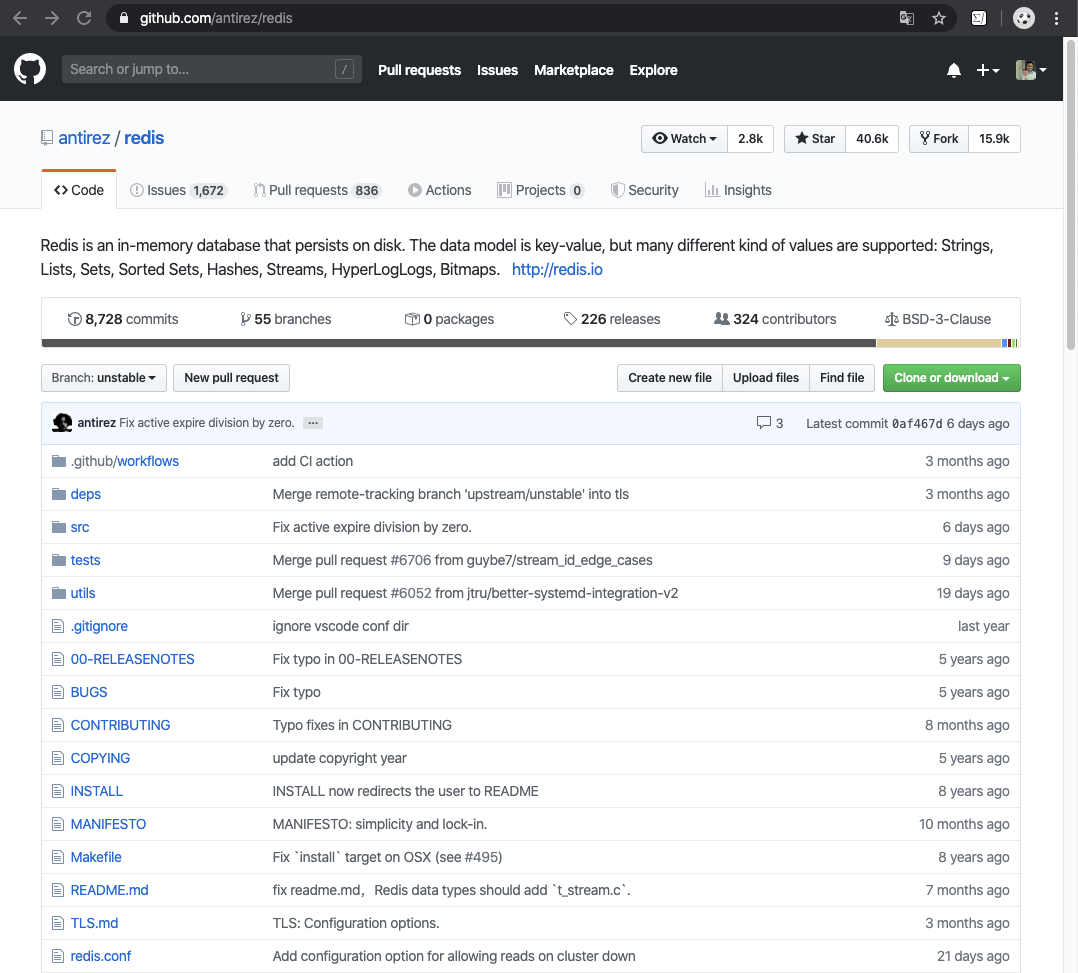 github.com/antirez/redis
Search or jump to... / Pull requests Issues Marketplace Explore
antirez / redis Watch 2.8k Star 40.6k Fork 15.9k
Code Issues 1,672 Pull requests 836 Actions Projects 0 Security Insights
Redis is an in-memory database that persists on disk. The data model is key-value, but many different kind of values are supported: Strings,
Lists, Sets, Sorted Sets, Hashes, Streams, HyperLogLogs, Bitmaps. http://redis.io
8,728 commits 55 branches 0 packages 226 releases 324 contributors BSD-3-Clause
Branch: unstable New pull request Create new file Upload files Find file Clone or download
antirez Fix active expire division by zero. ... 3 Latest commit 0af467d 6 days ago
.github/workflows add CI action 3 months ago
deps Merge remote-tracking branch 'upstream/unstable' into tls 3 months ago
src Fix active expire division by zero. 6 days ago
tests Merge pull request #6706 from guybe7/stream_id_edge_cases 9 days ago
utils Merge pull request #6052 from jtru/better-systemd-integration-v2 19 days ago
.gitignore ignore vscode conf dir last year
00-RELEASENOTES Fix typo in 00-RELEASENOTES 5 years ago
BUGS Fix typo 5 years ago
CONTRIBUTING Typo fixes in CONTRIBUTING 8 months ago
COPYING update copyright year 5 years ago
INSTALL INSTALL now redirects the user to README 8 years ago
MANIFESTO MANIFESTO: simplicity and lock-in. 10 months ago
Makefile Fix `install` target on OSX (see #495) 8 years ago
README.md fix readme.md，Redis data types should add `t_stream.c`. 7 months ago
TLS.md TLS: Configuration options. 3 months ago
redis.conf Add configuration option for allowing reads on cluster down 21 days ago